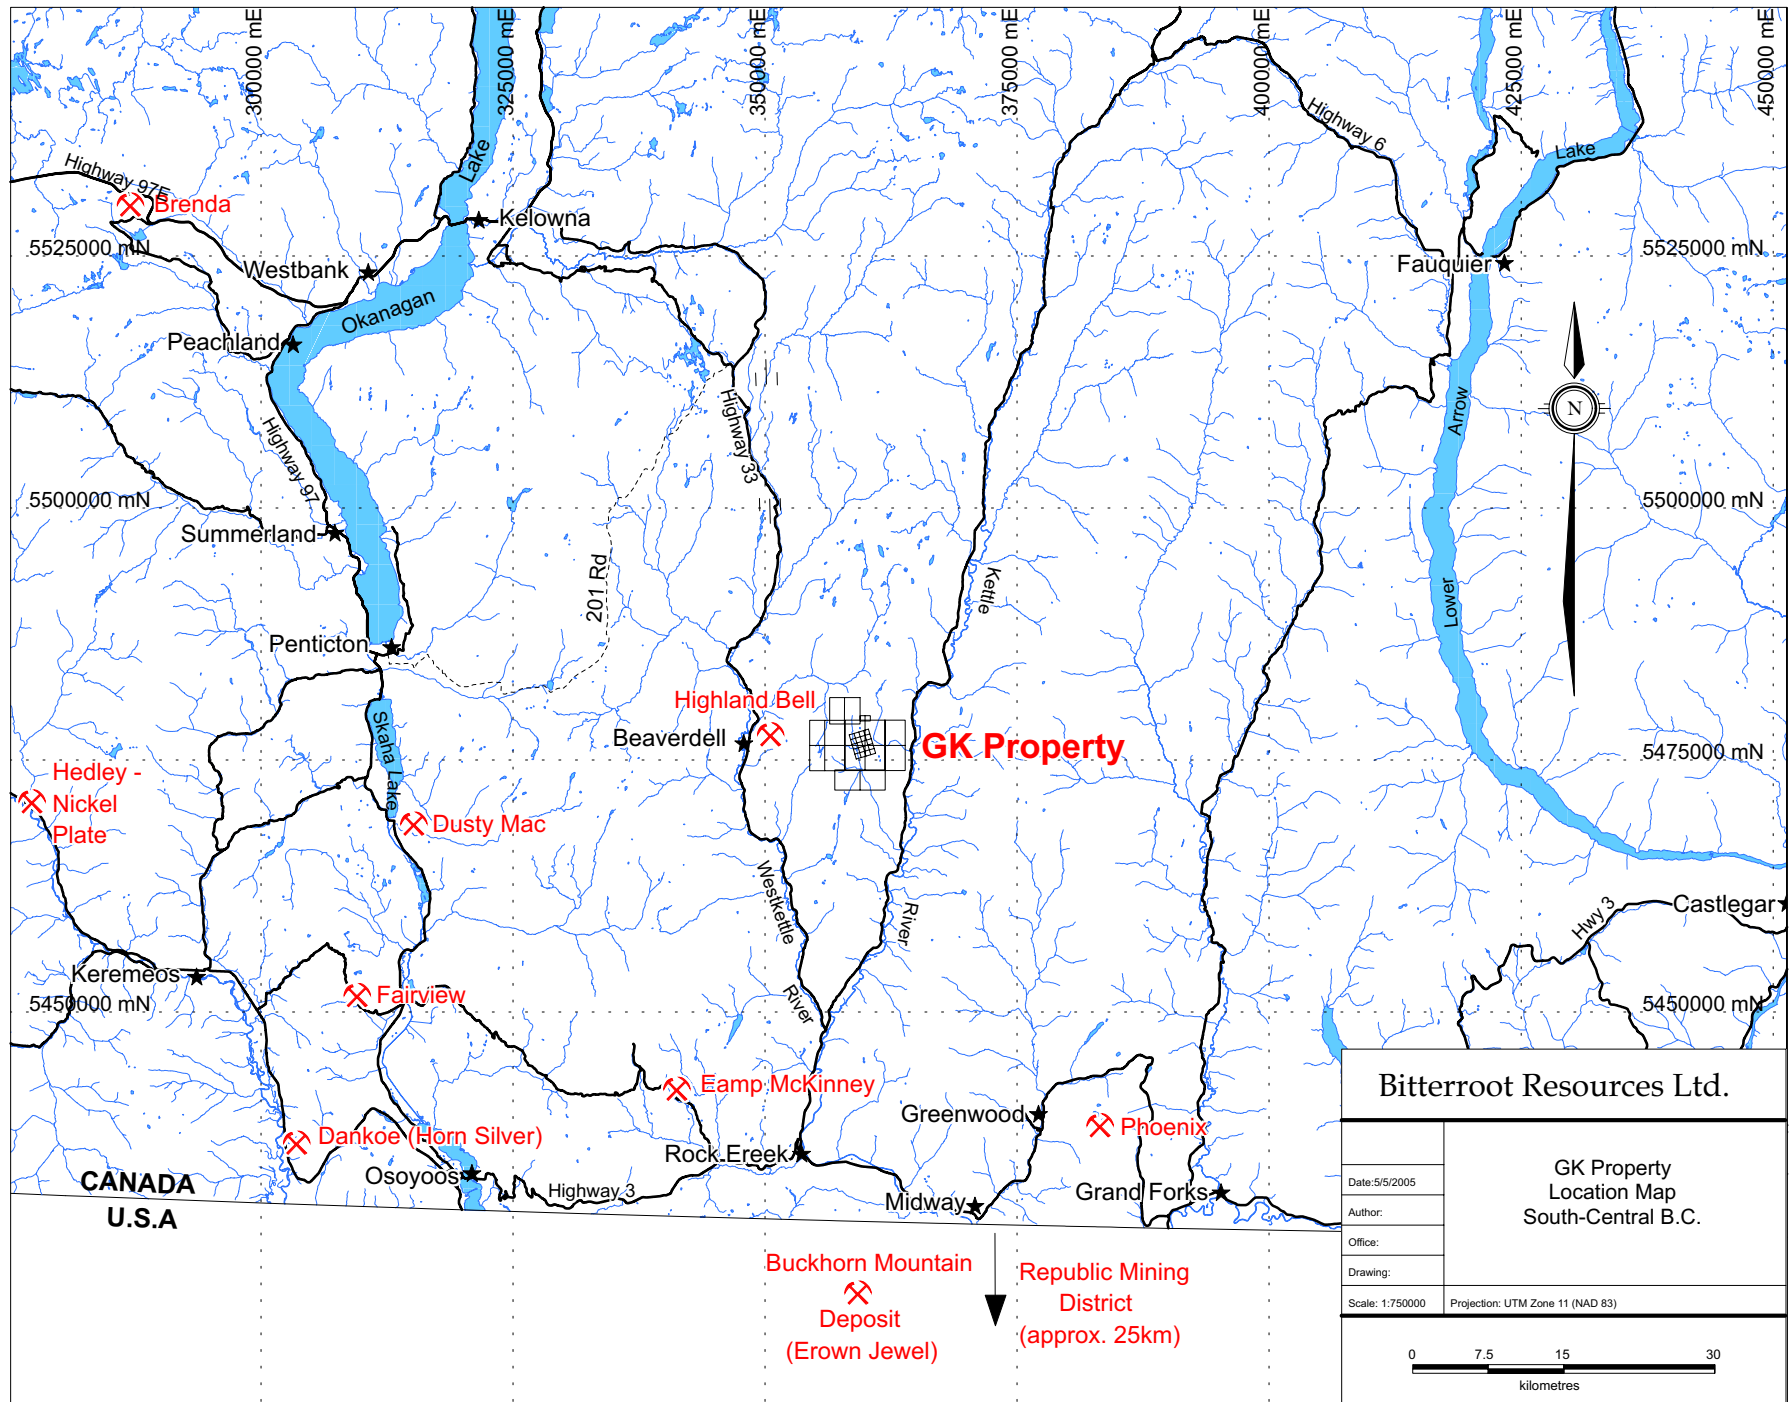 300000 mE
325000 mE
350000 mE
375000 mE
400000 mE
425000 mE
450000 mE
Highway 97E
Brenda
Lake
Kelowna
Highway 6
Lake
5525000 mN
5525000 mN
Westbank
Fauquier
Okanagan
Peachland
Highway 33
Arrow
N
Highway 97
5500000 mN
5500000 mN
Summerland
201 Rd
Kettle
Lower
Penticton
Highland Bell
Beaverdell
GK Property
5475000 mN
Skaha Lake
Hedley -
Nickel
Plate
Dusty Mac
Westkettle
River
River
Castlegar
Hwy 3
Keremeos
5450000 mN
5450000 mN
Fairview
Eamp McKinney
Greenwood
Phoenix
Dankoe (Horn Silver)
Rock Ereek
Osoyoos
Highway 3
Midway
Grand Forks
CANADA
U.S.A
Buckhorn Mountain
Deposit
(Erown Jewel)
Republic Mining
District
(approx. 25km)
Bitterroot Resources Ltd.
GK Property
Location Map
South-Central B.C.
Date:5/5/2005
Author:
Office:
Drawing:
Scale: 1:750000
Projection: UTM Zone 11 (NAD 83)
0 7.5 15 30
kilometres